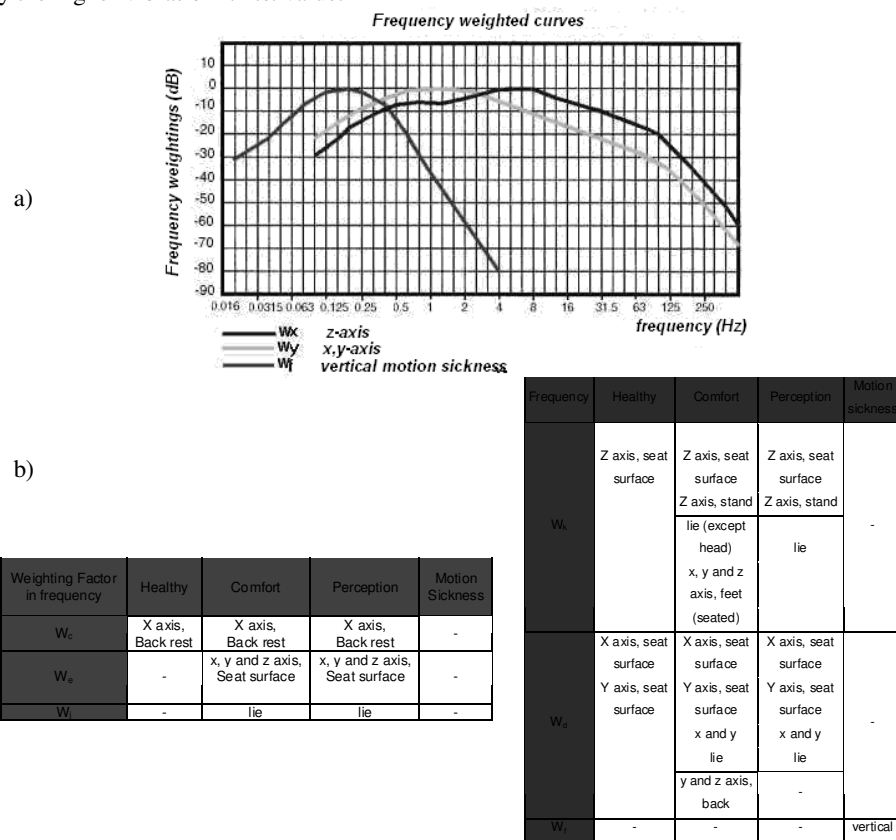 Frequency weighted curves
Frequency weightings (dB)
10
0
-10
-20
-30
-40
-50
-60
-70
-80
-90
0.016 0.0315 0.063 0.125 0.25 0.5 1 2 4 8 16 31.5 63 125 250
frequency (Hz)
Wx z-axis
Wy x,y-axis
Wf vertical motion sickness
a)
b)
Weighting Factor
in frequency
Healthy
Comfort
Perception
Motion
Sickness
Wc
X axis,
Back rest
X axis,
Back rest
X axis,
Back rest
-
We
-
x, y and z axis,
Seat surface
x, y and z axis,
Seat surface
-
Wj
-
lie
lie
-
Frequency
Healthy
Comfort
Perception
Motion
sickness
Wk
Z axis, seat
surface
Z axis, seat
surface
Z axis, stand
lie (except
head)
x, y and z
axis, feet
(seated)
Z axis, seat
surface
Z axis, stand
lie
-
Wd
X axis, seat
surface
Y axis, seat
surface
X axis, seat
surface
Y axis, seat
surface
x and y
lie
y and z axis,
back
X axis, seat
surface
Y axis, seat
surface
x and y
lie
-
-
Wf
-
-
-
vertical